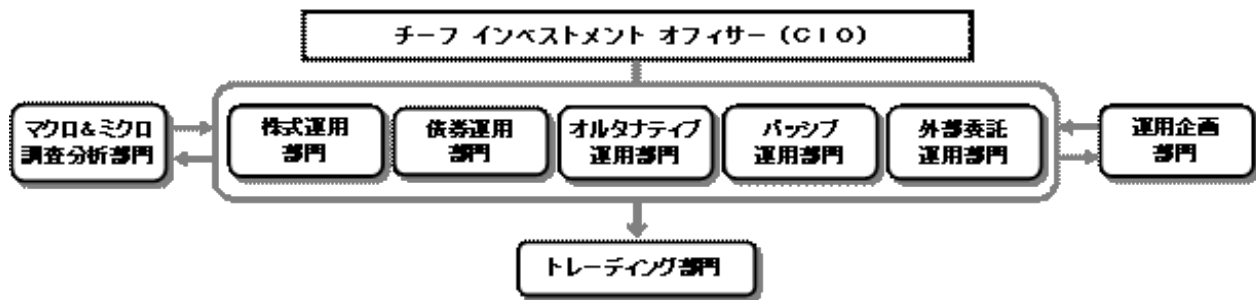 チーフ インベストメント オフィサー（ＣＩＯ）
マクロ＆ミクロ
調査分析部門
株式運用
部門
債券運用
部門
オルタナティブ
運用部門
パッシブ
運用部門
外部委託
運用部門
運用企画
部門
トレーディング部門